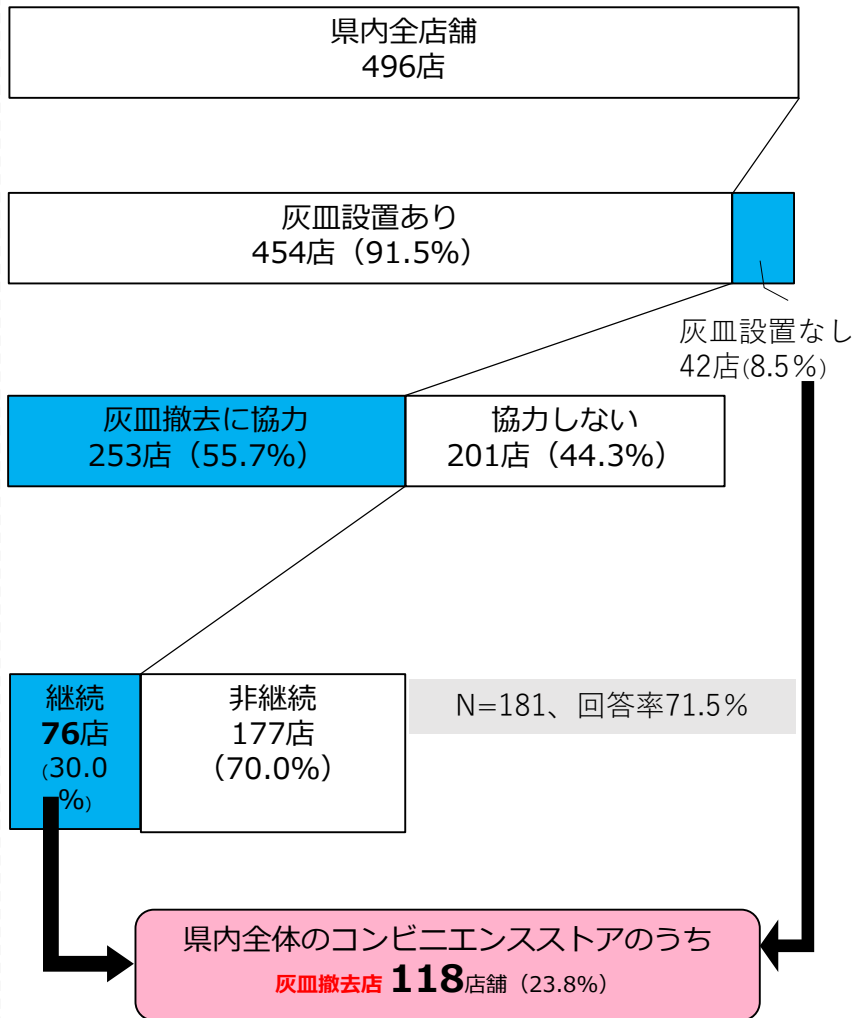 県内全店舗
496店
灰皿設置あり
454店（91.5%）
灰皿設置なし
42店(8.5%)
灰皿撤去に協力
253店（55.7%）
協力しない
201店（44.3%）
継続
76店
(30.0
%)
非継続
177店
（70.0%）
N=181、回答率71.5%
県内全体のコンビニエンスストアのうち
灰皿撤去店 118店舗（23.8%）